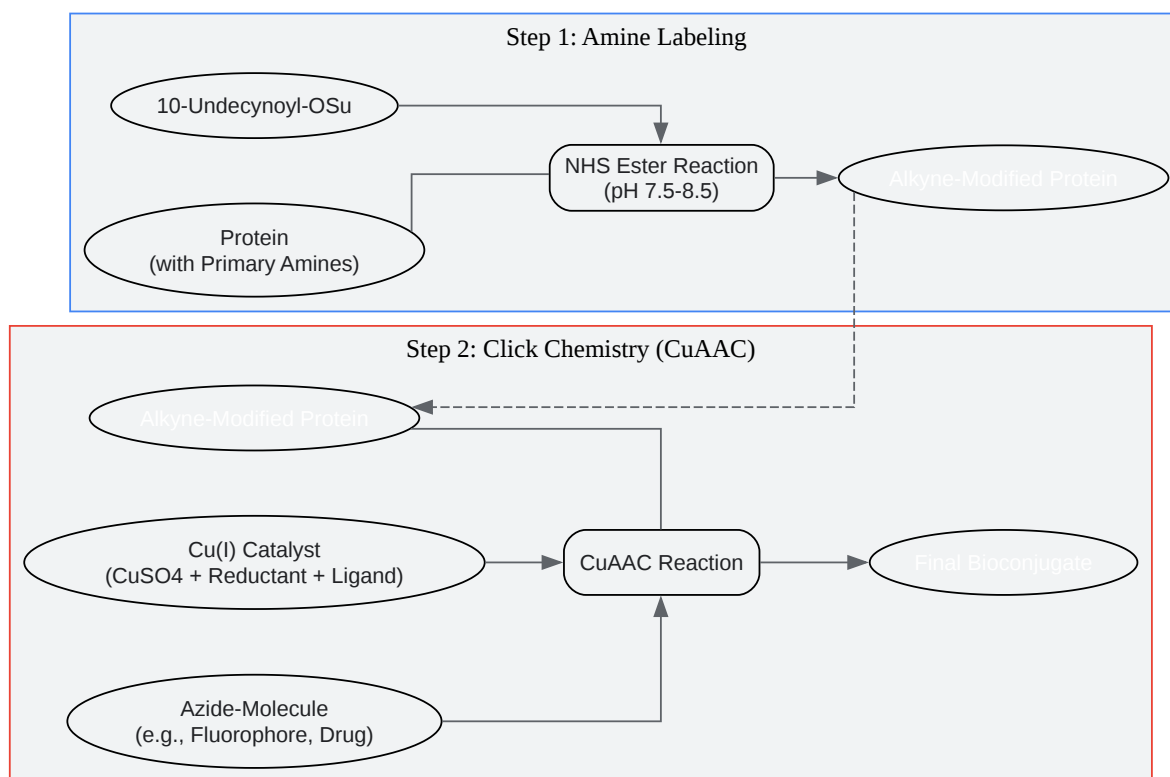 Step 1: Amine Labeling
10-Undecynoyl-OSu
NHS Ester Reaction
(pH 7.5-8.5)
Alkyne-Modified Protein
Protein
(with Primary Amines)
Step 2: Click Chemistry (CuAAC)
Alkyne-Modified Protein
Cu(I) Catalyst
(CuSO4 + Reductant + Ligand)
CuAAC Reaction
Final Bioconjugate
Azide-Molecule
(e.g., Fluorophore, Drug)